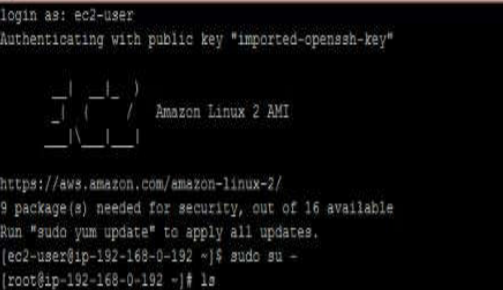 login as: ec2-user
Authenticating with public key "imported-openssh-key"
__|  __|_  )
_|  (     /   Amazon Linux 2 AMI
___|\___|___|
https://aws.amazon.com/amazon-linux-2/
9 package(s) needed for security, out of 16 available
Run "sudo yum update" to apply all updates.
[ec2-user@ip-192-168-0-192 ~]$ sudo su -
[root@ip-192-168-0-192 ~]# ls